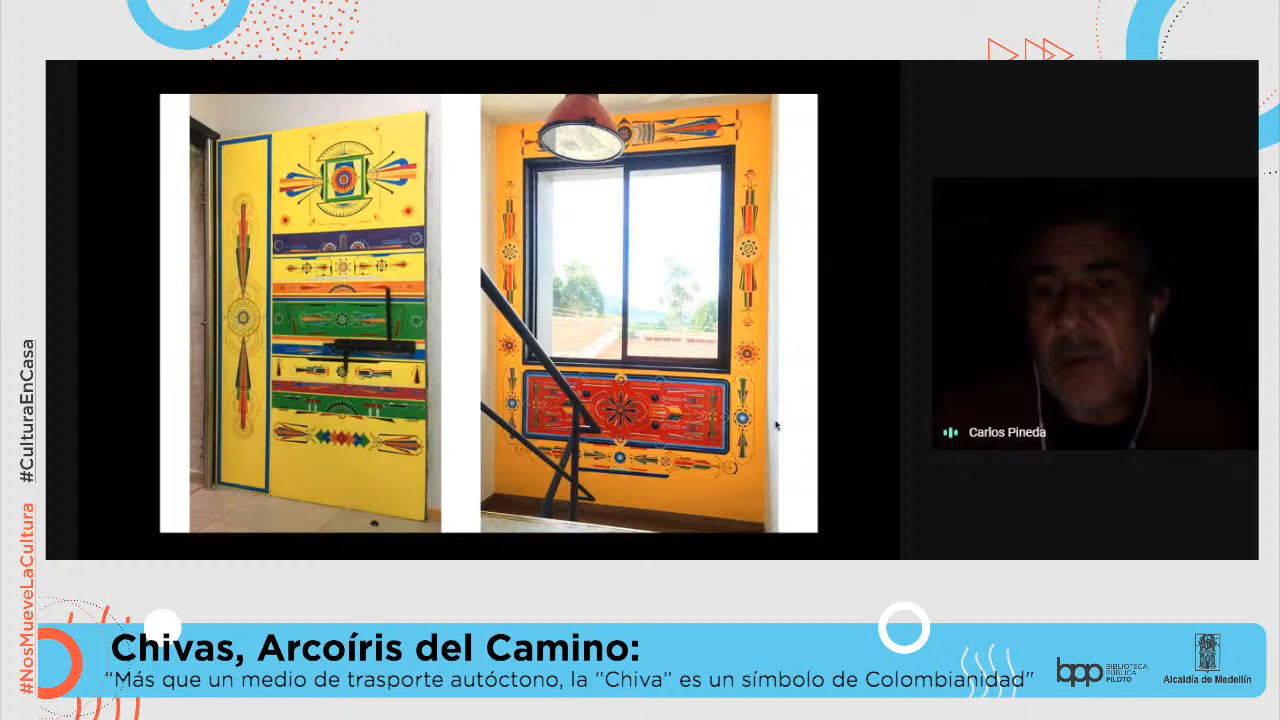 #NosMueveLaCultura #CulturaEnCasa
Carlos Pineda
Chivas, Arcoíris del Camino:
“Más que un medio de trasporte autóctono, la “Chiva” es un símbolo de Colombianidad"
bpp BIBLIOTECA
PÚBLICA
PILOTO
Alcaldía de Medellín